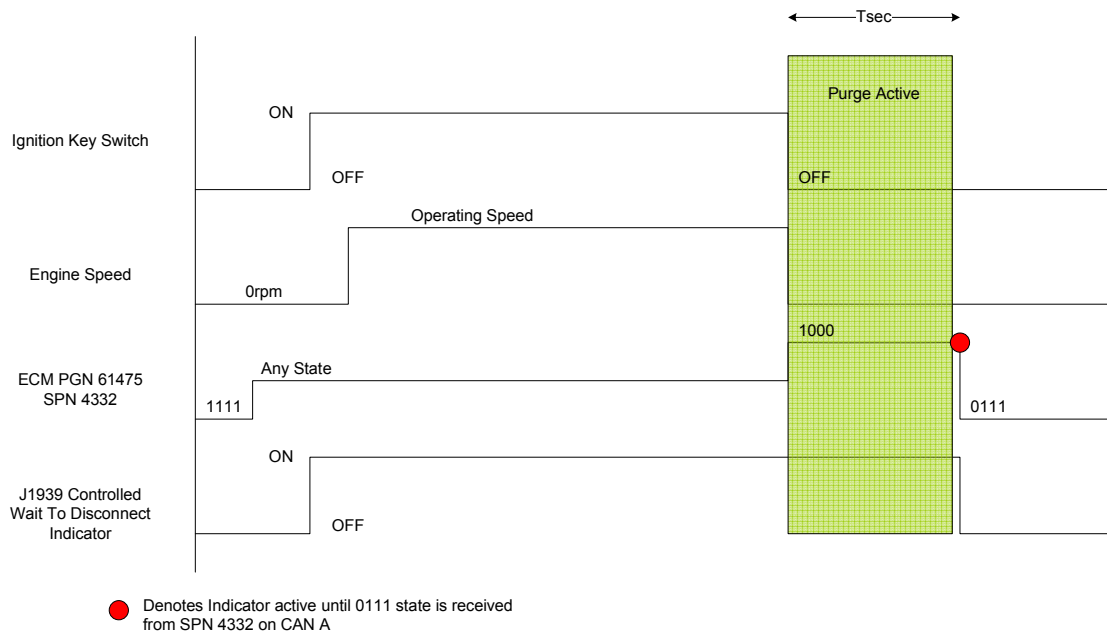 Tsec
Purge Active
ON
Ignition Key Switch
OFF
OFF
Operating Speed
Engine Speed
0rpm
1000
Any State
ECM PGN 61475
SPN 4332
1111
0111
ON
J1939 Controlled
Wait To Disconnect
Indicator
OFF
Denotes Indicator active until 0111 state is received
from SPN 4332 on CAN A